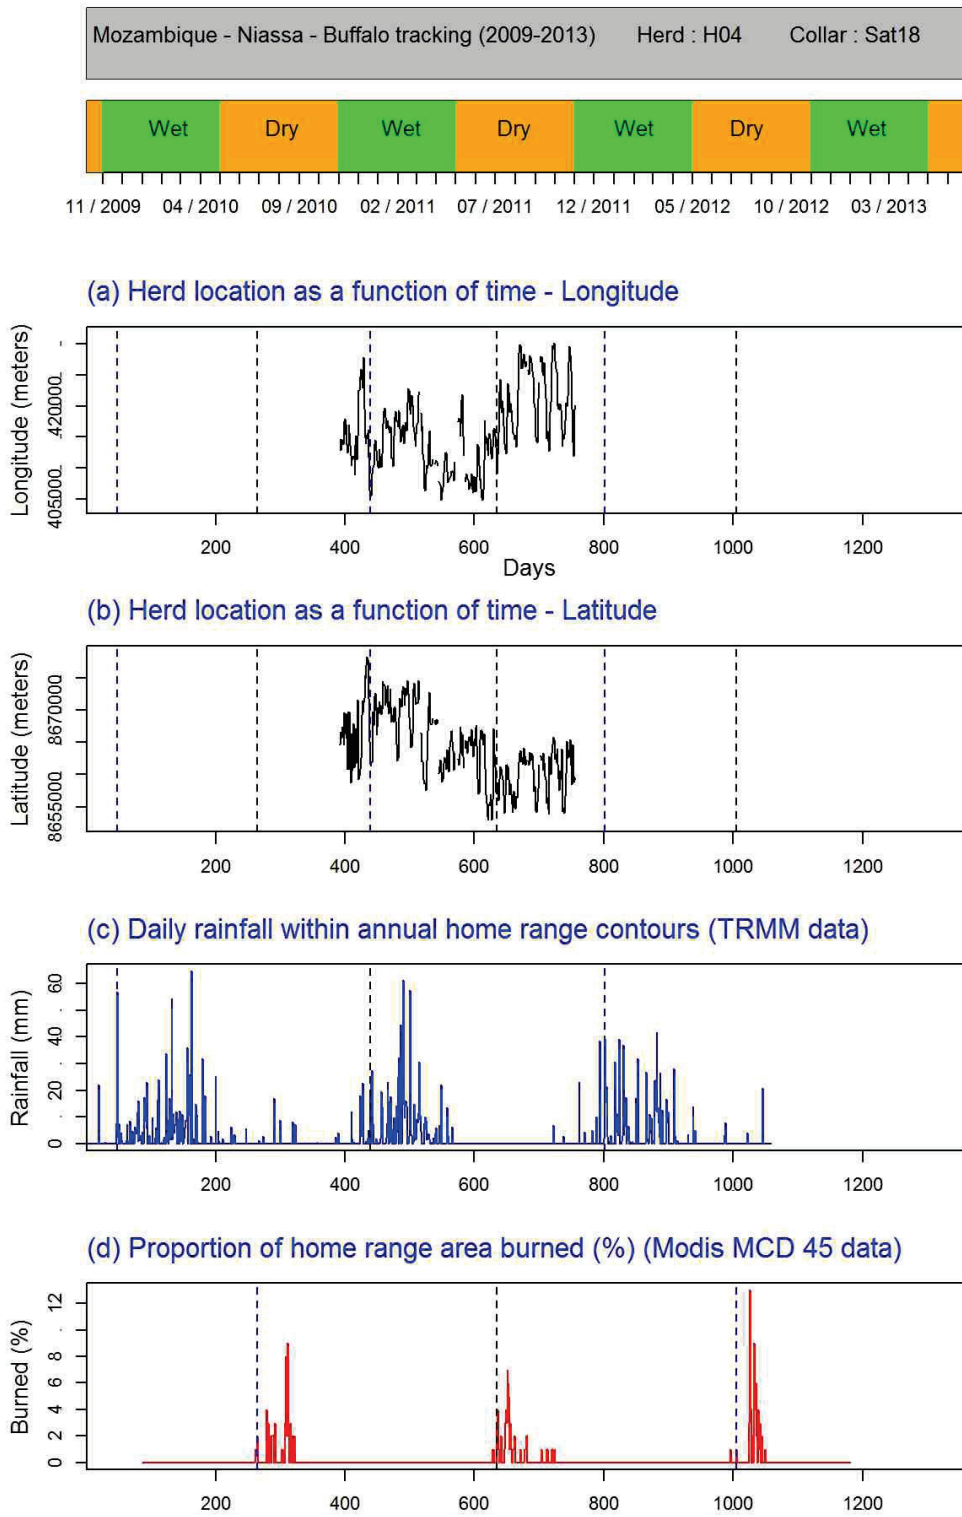 Mozambique - Niassa - Buffalo tracking (2009-2013) Herd : H04 Collar : Sat18
Wet Dry Wet Dry Wet Dry Wet
11 / 2009 04 / 2010 09 / 2010 02 / 2011 07 / 2011 12 / 2011 05 / 2012 10 / 2012 03 / 2013
(a) Herd location as a function of time - Longitude
Longitude (meters)
420000
405000
200 400 600 800 1000 1200
Days
(b) Herd location as a function of time - Latitude
Latitude (meters)
8670000
8655000
200 400 600 800 1000 1200
(c) Daily rainfall within annual home range contours (TRMM data)
Rainfall (mm)
60
40
20
0
200 400 600 800 1000 1200
(d) Proportion of home range area burned (%) (Modis MCD 45 data)
Burned (%)
12
8
6
4
2
0
200 400 600 800 1000 1200